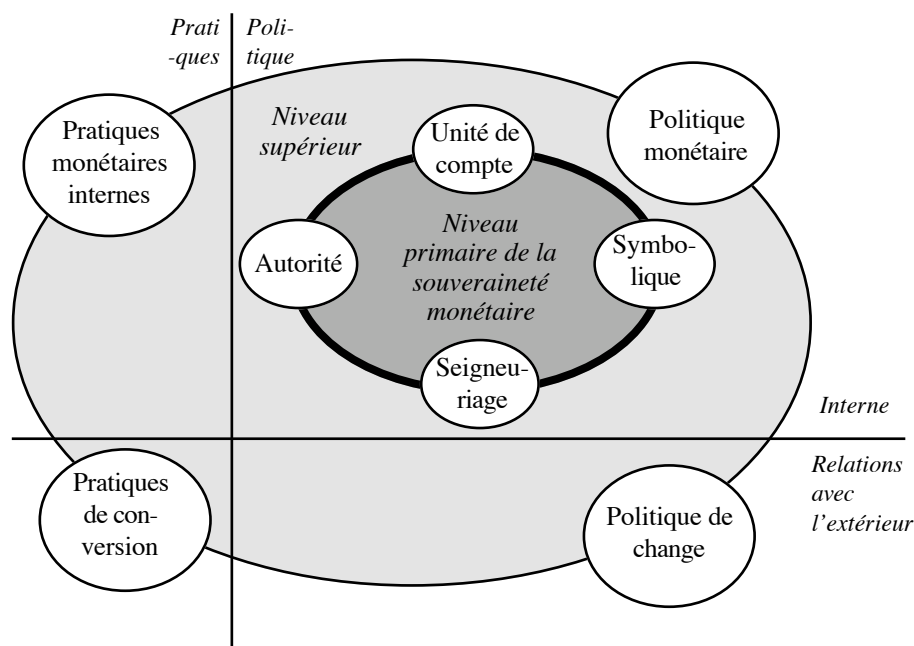 Prati
-ques
Poli-
tique
Pratiques
monétaires
internes
Niveau
supérieur
Unité de
compte
Politique
monétaire
Autorité
Niveau
primaire de la
souveraineté
monétaire
Symbo-
lique
Seigneu-
riage
Interne
Relations
avec
l'extérieur
Pratiques
de con-
version
Politique de
change